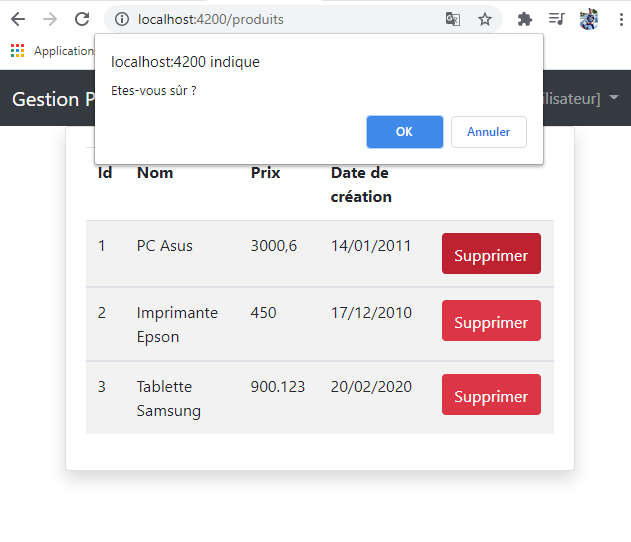 localhost:4200/produits
Application
localhost:4200 indique
Etes-vous sûr ?
OK Annuler
Gestion P
ilisateur]
Id Nom Prix Date de
création
1 PC Asus 3000,6 14/01/2011 Supprimer
2 Imprimante 450 17/12/2010 Supprimer
Epson
3 Tablette 900.123 20/02/2020 Supprimer
Samsung